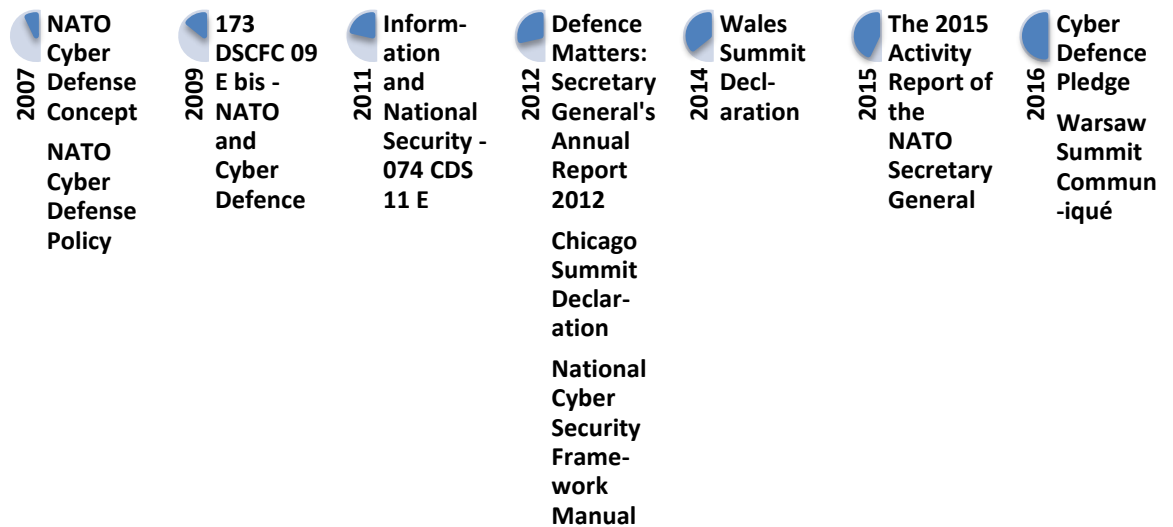 2007
NATO
Cyber
Defense
Concept
NATO
Cyber
Defense
Policy
2009
173
DSCFC 09
E bis -
NATO
and
Cyber
Defence
2011
Inform-
ation
and
National
Security -
074 CDS
11 E
2012
Defence
Matters:
Secretary
General's
Annual
Report
2012
Chicago
Summit
Declar-
ation
National
Cyber
Security
Frame-
work
Manual
2014
Wales
Summit
Decl-
aration
2015
The 2015
Activity
Report of
the
NATO
Secretary
General
2016
Cyber
Defence
Pledge
Warsaw
Summit
Commun
-iqué